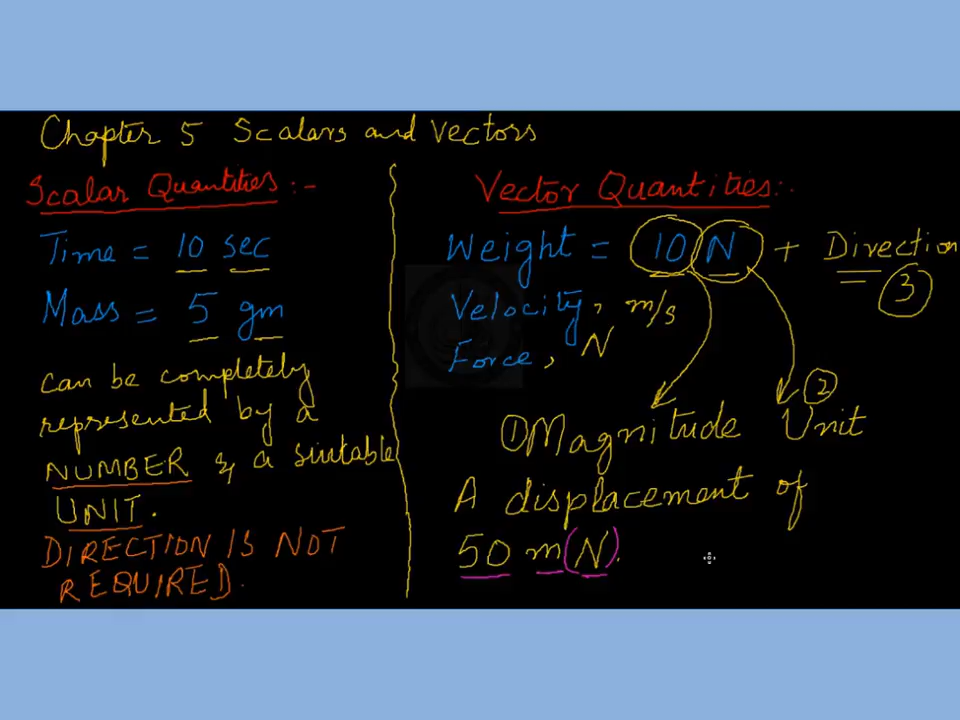 Chapter 5 Scalars and Vectors
Scalar Quantities :-
Time = 10 sec
Mass = 5 gm
can be completely
represented by a
NUMBER & a suitable
UNIT.
DIRECTION IS NOT
REQUIRED.
Vector Quantities:-
Weight = 10 N + Direction
3
Velocity, m/s
Force, N
2
1 Magnitude Unit
A displacement of
50 m (N).